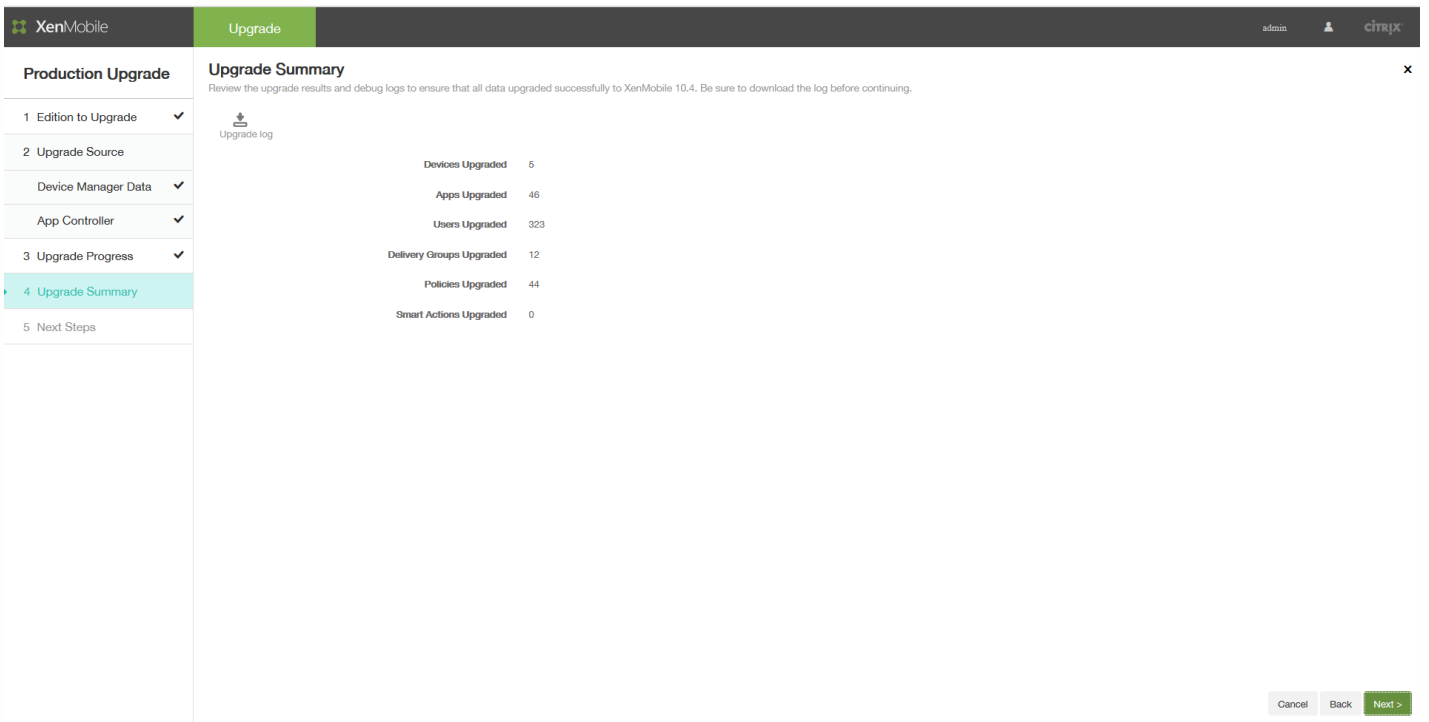 XenMobile
Upgrade
admin
CİTRIX
Production Upgrade
1 Edition to Upgrade
2 Upgrade Source
Device Manager Data
App Controller
3 Upgrade Progress
4 Upgrade Summary
5 Next Steps
Upgrade Summary
Review the upgrade results and debug logs to ensure that all data upgraded successfully to XenMobile 10.4. Be sure to download the log before continuing.
Upgrade log
Devices Upgraded 5
Apps Upgraded 46
Users Upgraded 323
Delivery Groups Upgraded 12
Policies Upgraded 44
Smart Actions Upgraded 0
Cancel Back Next >